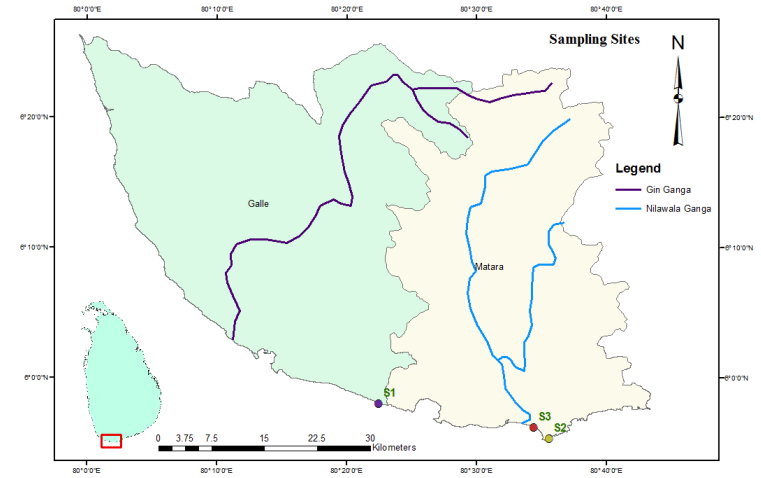 80°0'0"E 80°10'0"E 80°20'0"E 80°30'0"E 80°40'0"E
Sampling Sites
N
6°20'0"N 6°20'0"N
Legend
Gin Ganga
Nilawala Ganga
Galle
6°10'0"N 6°10'0"N
Matara
6°0'0"N 6°0'0"N
S1
S3
S2
0 3.75 7.5 15 22.5 30
Kilometers
80°0'0"E 80°10'0"E 80°20'0"E 80°30'0"E 80°40'0"E